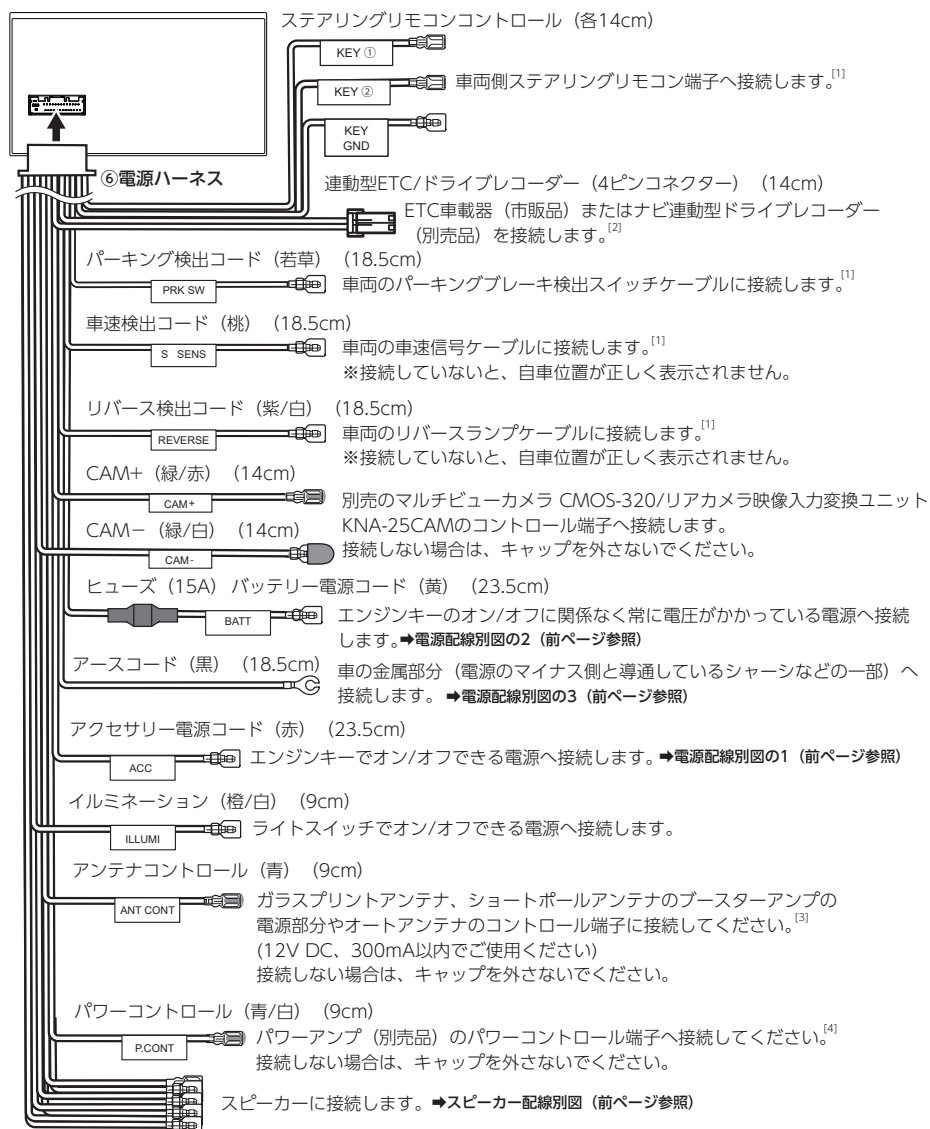 ステアリングリモコンコントロール（各14cm）
KEY ①
KEY ②
車両側ステアリングリモコン端子へ接続します。[1]
KEY
GND
⑥電源ハーネス
連動型ETC/ドライブレコーダー（4ピンコネクター）（14cm）
ETC車載器（市販品）またはナビ連動型ドライブレコーダー
（別売品）を接続します。[2]
パーキング検出コード（若草）（18.5cm）
PRK SW
車両のパーキングブレーキ検出スイッチケーブルに接続します。[1]
車速検出コード（桃）（18.5cm）
S SENS
車両の車速信号ケーブルに接続します。[1]
※接続していないと、自車位置が正しく表示されません。
リバース検出コード（紫/白）（18.5cm）
REVERSE
車両のリバースランプケーブルに接続します。[1]
※接続していないと、自車位置が正しく表示されません。
CAM+（緑/赤）（14cm）
CAM+
別売のマルチビューカメラ CMOS-320/リアカメラ映像入力変換ユニット
KNA-25CAMのコントロール端子へ接続します。
接続しない場合は、キャップを外さないでください。
CAM−（緑/白）（14cm）
CAM-
ヒューズ（15A）バッテリー電源コード（黄）（23.5cm）
BATT
エンジンキーのオン/オフに関係なく常に電圧がかかっている電源へ接続
します。➡電源配線別図の2（前ページ参照）
アースコード（黒）（18.5cm）
車の金属部分（電源のマイナス側と導通しているシャーシなどの一部）へ
接続します。➡電源配線別図の3（前ページ参照）
アクセサリー電源コード（赤）（23.5cm）
ACC
エンジンキーでオン/オフできる電源へ接続します。➡電源配線別図の1（前ページ参照）
イルミネーション（橙/白）（9cm）
ILLUMI
ライトスイッチでオン/オフできる電源へ接続します。
アンテナコントロール（青）（9cm）
ANT CONT
ガラスプリントアンテナ、ショートポールアンテナのブースターアンプの
電源部分やオートアンテナのコントロール端子に接続してください。[3]
(12V DC、300mA以内でご使用ください)
接続しない場合は、キャップを外さないでください。
パワーコントロール（青/白）（9cm）
P.CONT
パワーアンプ（別売品）のパワーコントロール端子へ接続してください。[4]
接続しない場合は、キャップを外さないでください。
スピーカーに接続します。➡スピーカー配線別図（前ページ参照）